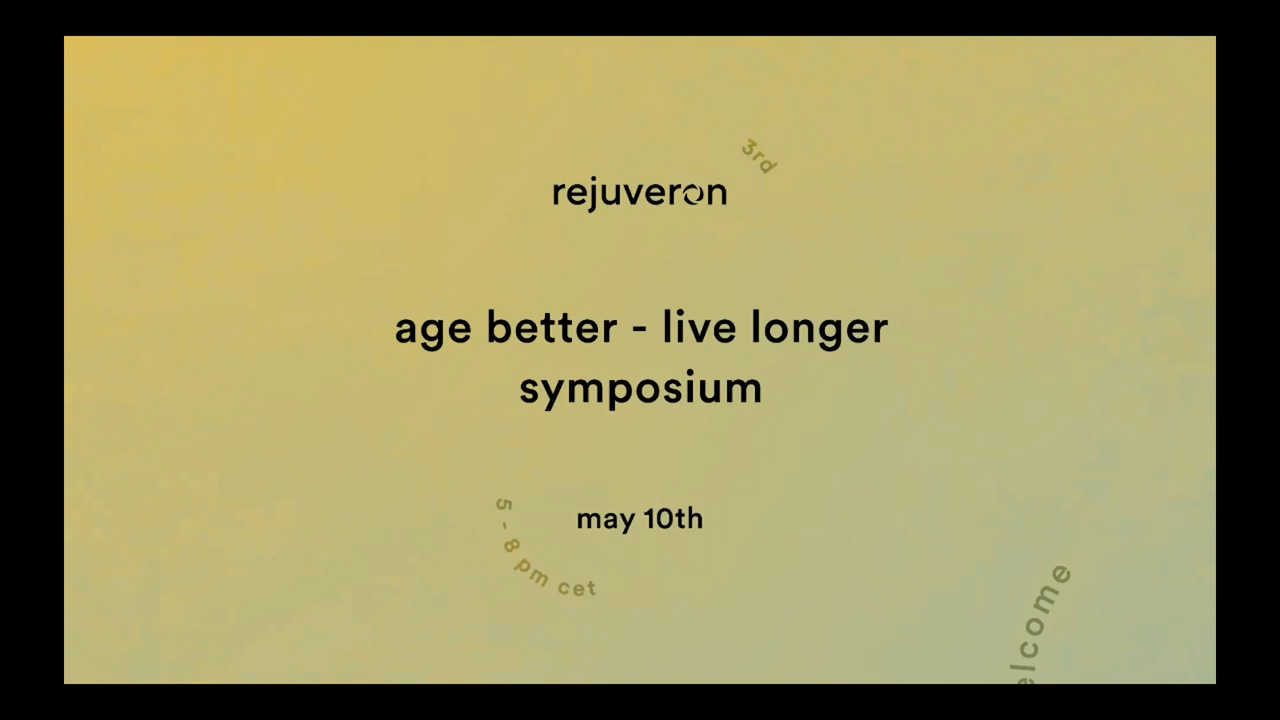 3rd
rejuveron
age better - live longer
symposium
may 10th
5 - 8 pm cet
elcome